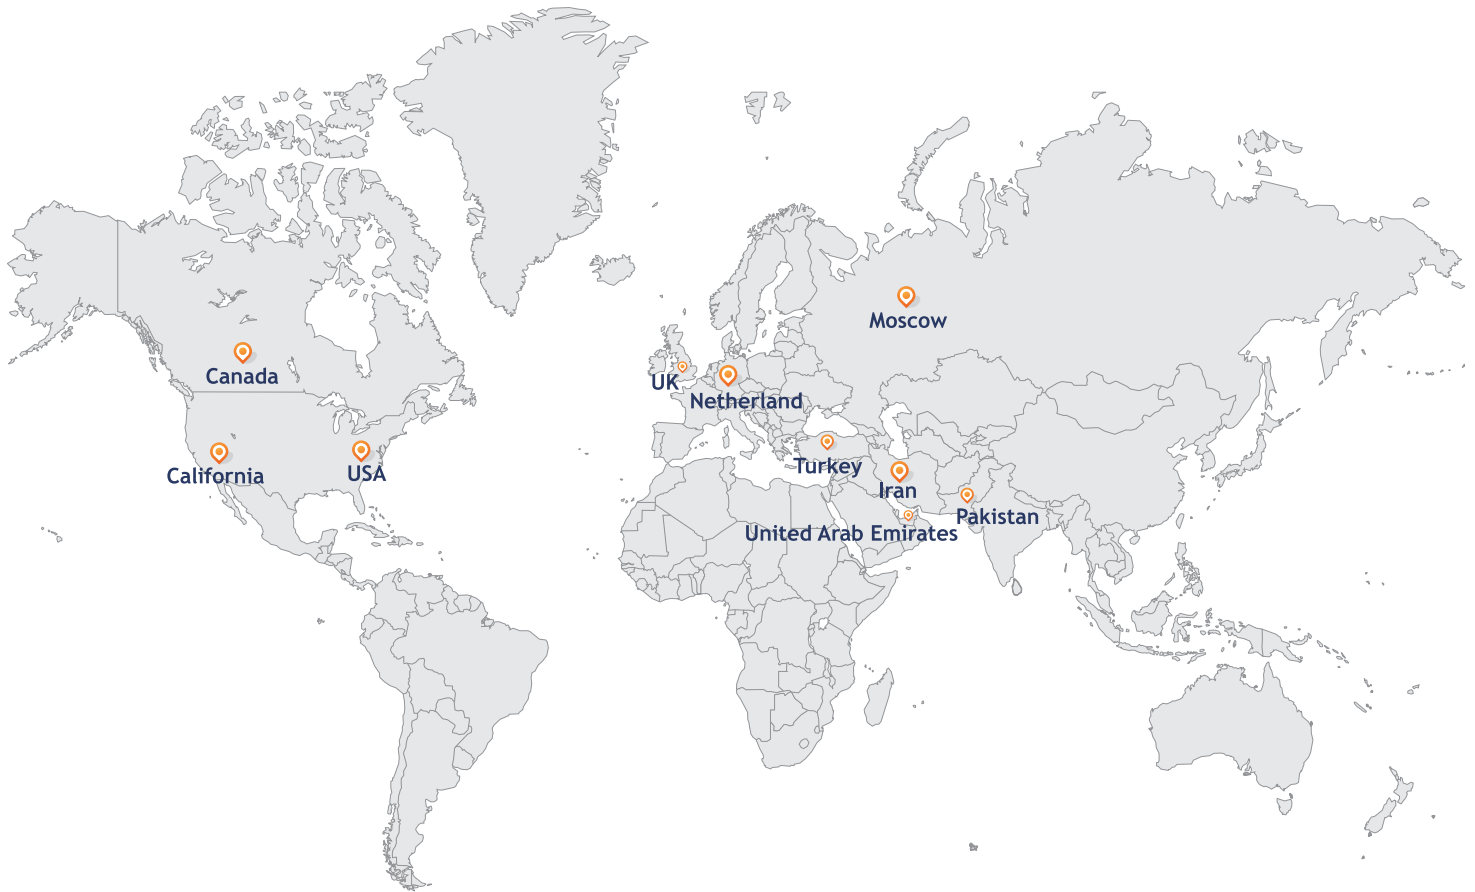 Moscow
Canada
UK
Netherland
California
USA
Turkey
Iran
Pakistan
United Arab Emirates